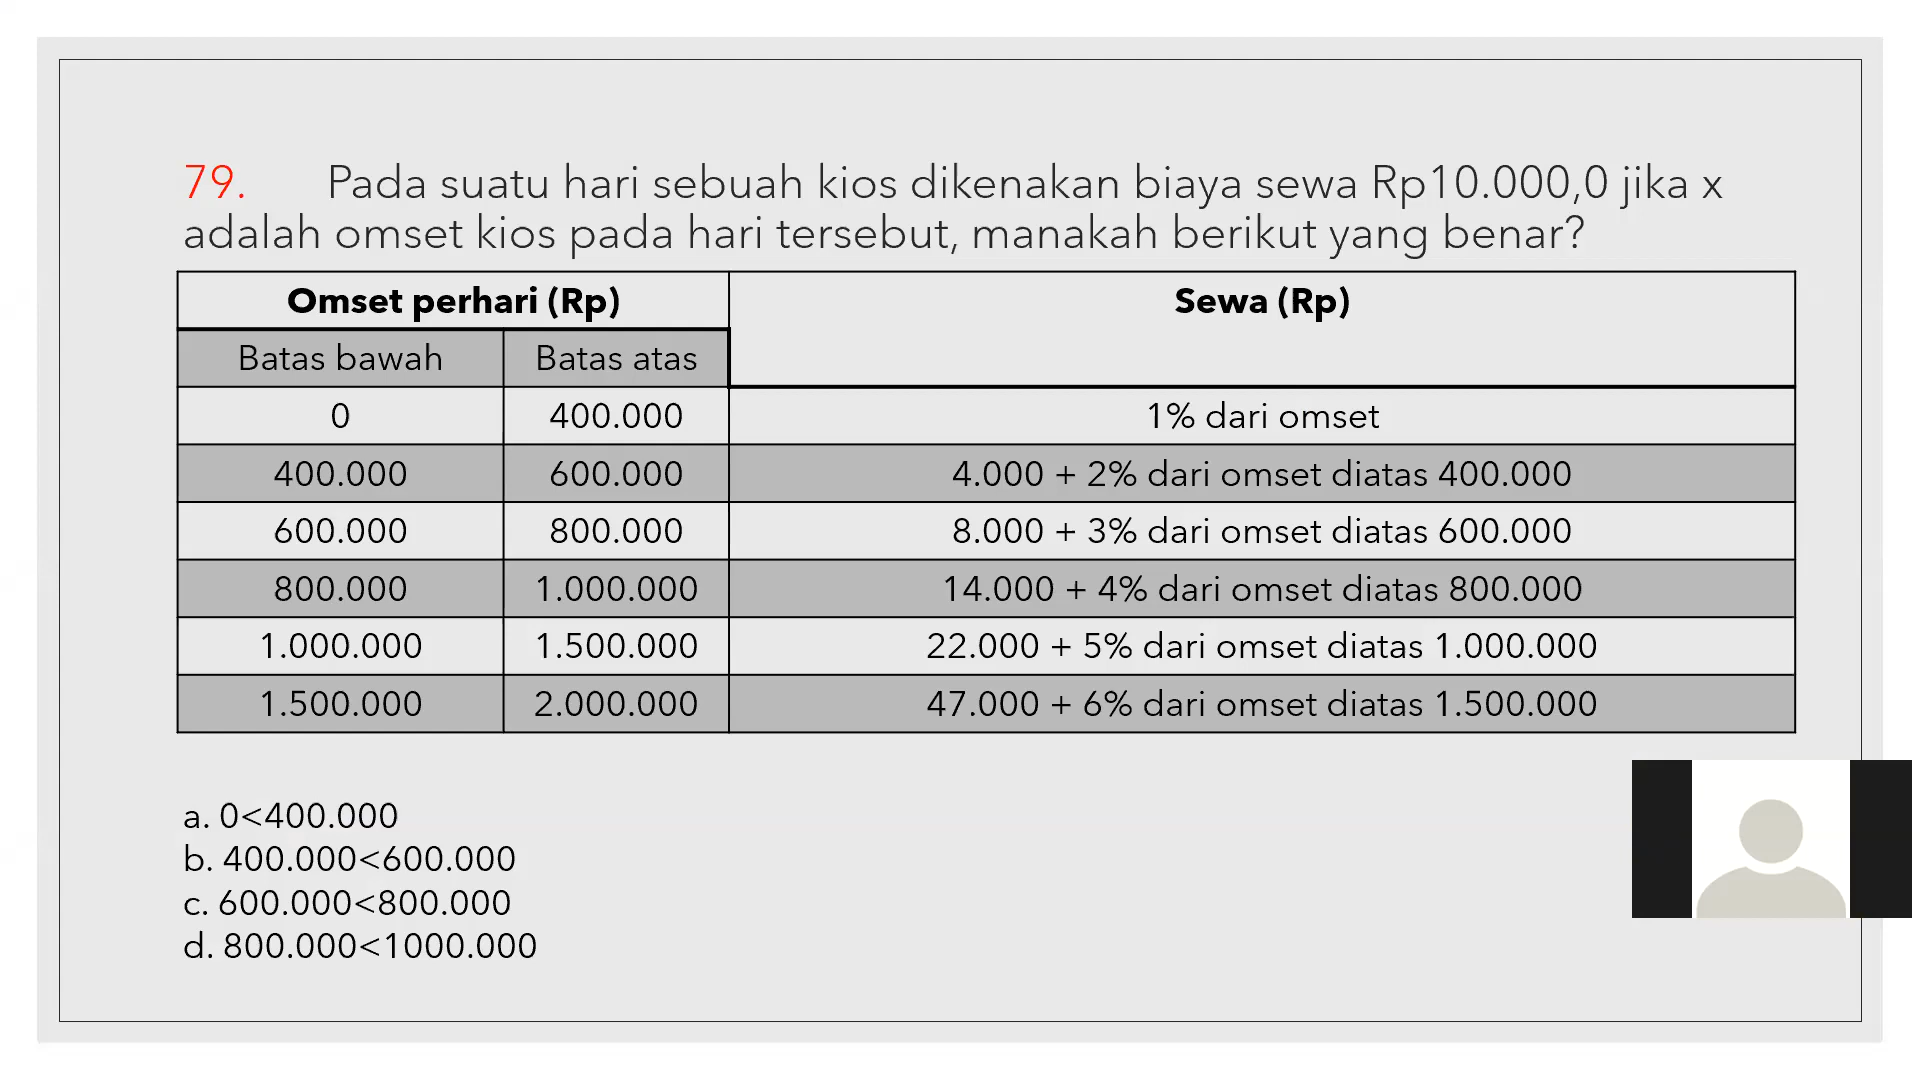 79. Pada suatu hari sebuah kios dikenakan biaya sewa Rp10.000,0 jika x
adalah omset kios pada hari tersebut, manakah berikut yang benar?
Omset perhari (Rp) Sewa (Rp)
Batas bawah Batas atas
0 400.000 1% dari omset
400.000 600.000 4.000 + 2% dari omset diatas 400.000
600.000 800.000 8.000 + 3% dari omset diatas 600.000
800.000 1.000.000 14.000 + 4% dari omset diatas 800.000
1.000.000 1.500.000 22.000 + 5% dari omset diatas 1.000.000
1.500.000 2.000.000 47.000 + 6% dari omset diatas 1.500.000
a. 0<400.000
b. 400.000<600.000
c. 600.000<800.000
d. 800.000<1000.000